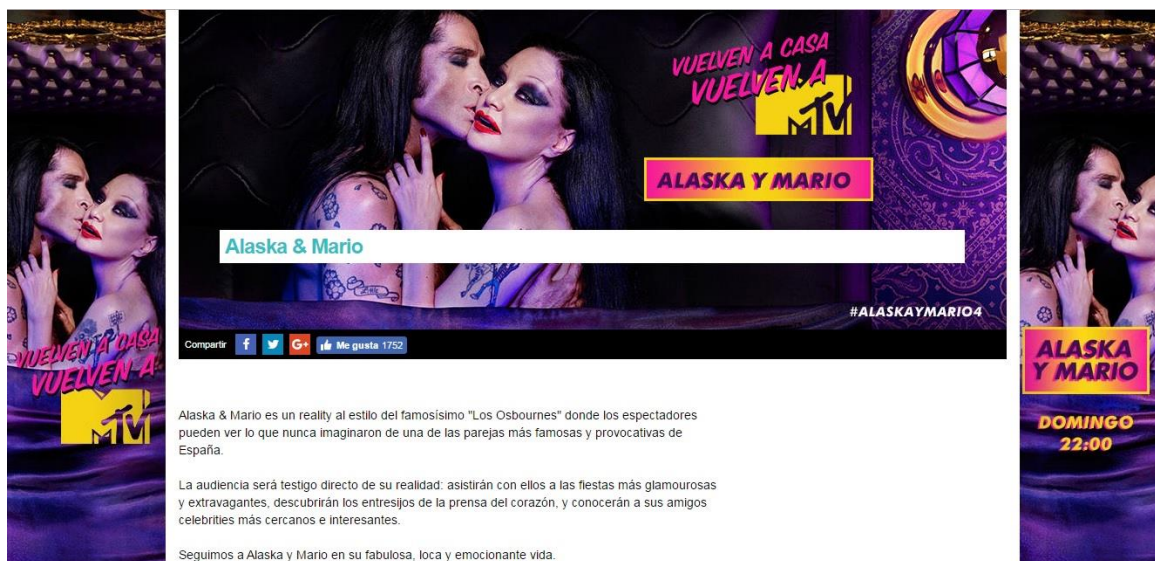 VUELVEN A CASA
VUELVEN A
MTV
ALASKA Y MARIO
Alaska & Mario
#ALASKAYMARIO4
Compartir f G+ Me gusta 1752
VUELVEN A CASA
VUELVEN A
MTV
ALASKA
Y MARIO
DOMINGO
22:00
Alaska & Mario es un reality al estilo del famosísimo "Los Osbournes" donde los espectadores
pueden ver lo que nunca imaginaron de una de las parejas más famosas y provocativas de
España.
La audiencia será testigo directo de su realidad: asistirán con ellos a las fiestas más glamourosas
y extravagantes, descubrirán los entresijos de la prensa del corazón, y conocerán a sus amigos
celebrities más cercanos e interesantes.
Seguimos a Alaska y Mario en su fabulosa, loca y emocionante vida.